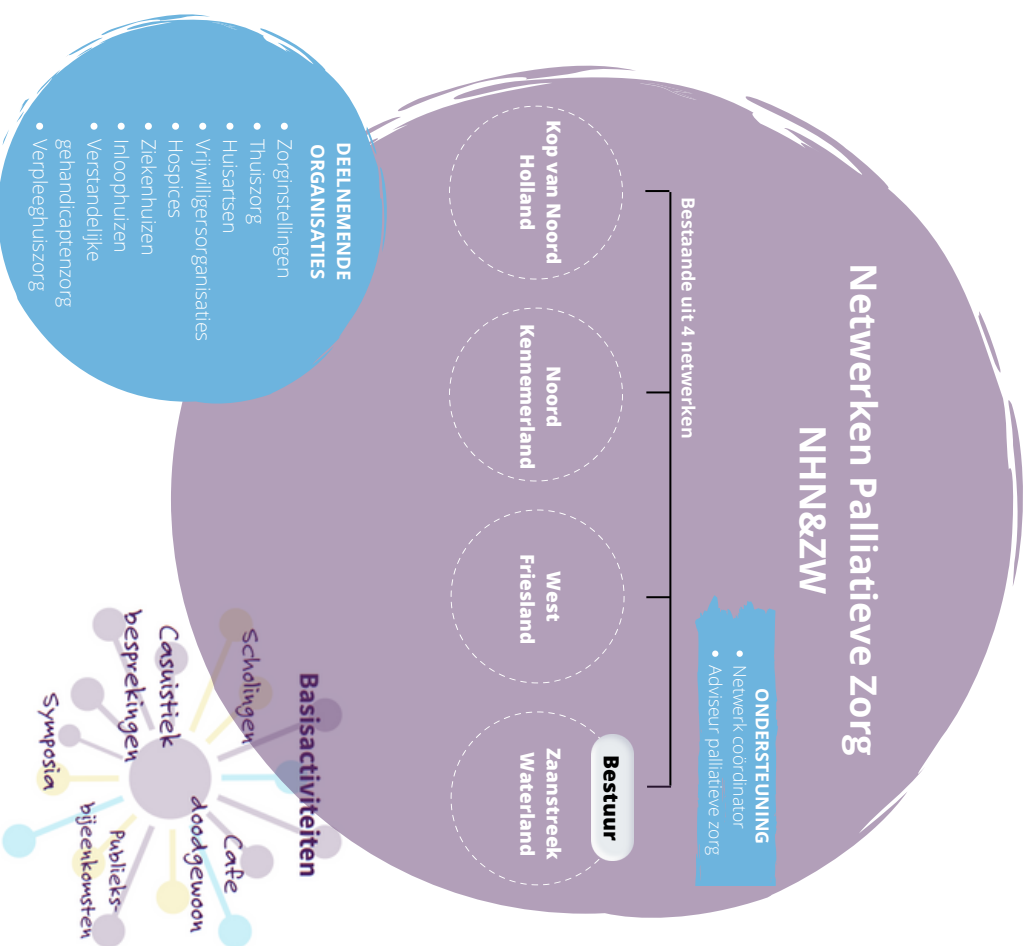 Netwerken Palliatieve Zorg
NHN&ZW
ONDERSTEUNING
• Netwerk coördinator
• Adviseur palliatieve zorg
Bestaande uit 4 netwerken
Kop van Noord
Holland
Noord
Kennemerland
West
Friesland
Bestuur
Zaanstreek
Waterland
DEELNEMENDE
ORGANISATIES
• Zorginstellingen
• Thuiszorg
• Huisartsen
• Vrijwilligersorganisaties
• Hospices
• Ziekenhuizen
• Inloophuizen
• Verstandelijke
gehandicaptenzorg
• Verpleeghuiszorg
Basisactiviteiten
Scholingen
Cafe
doodgewoon
Casuistiek
besprekingen
Publieks-
bijeenkomsten
Symposia